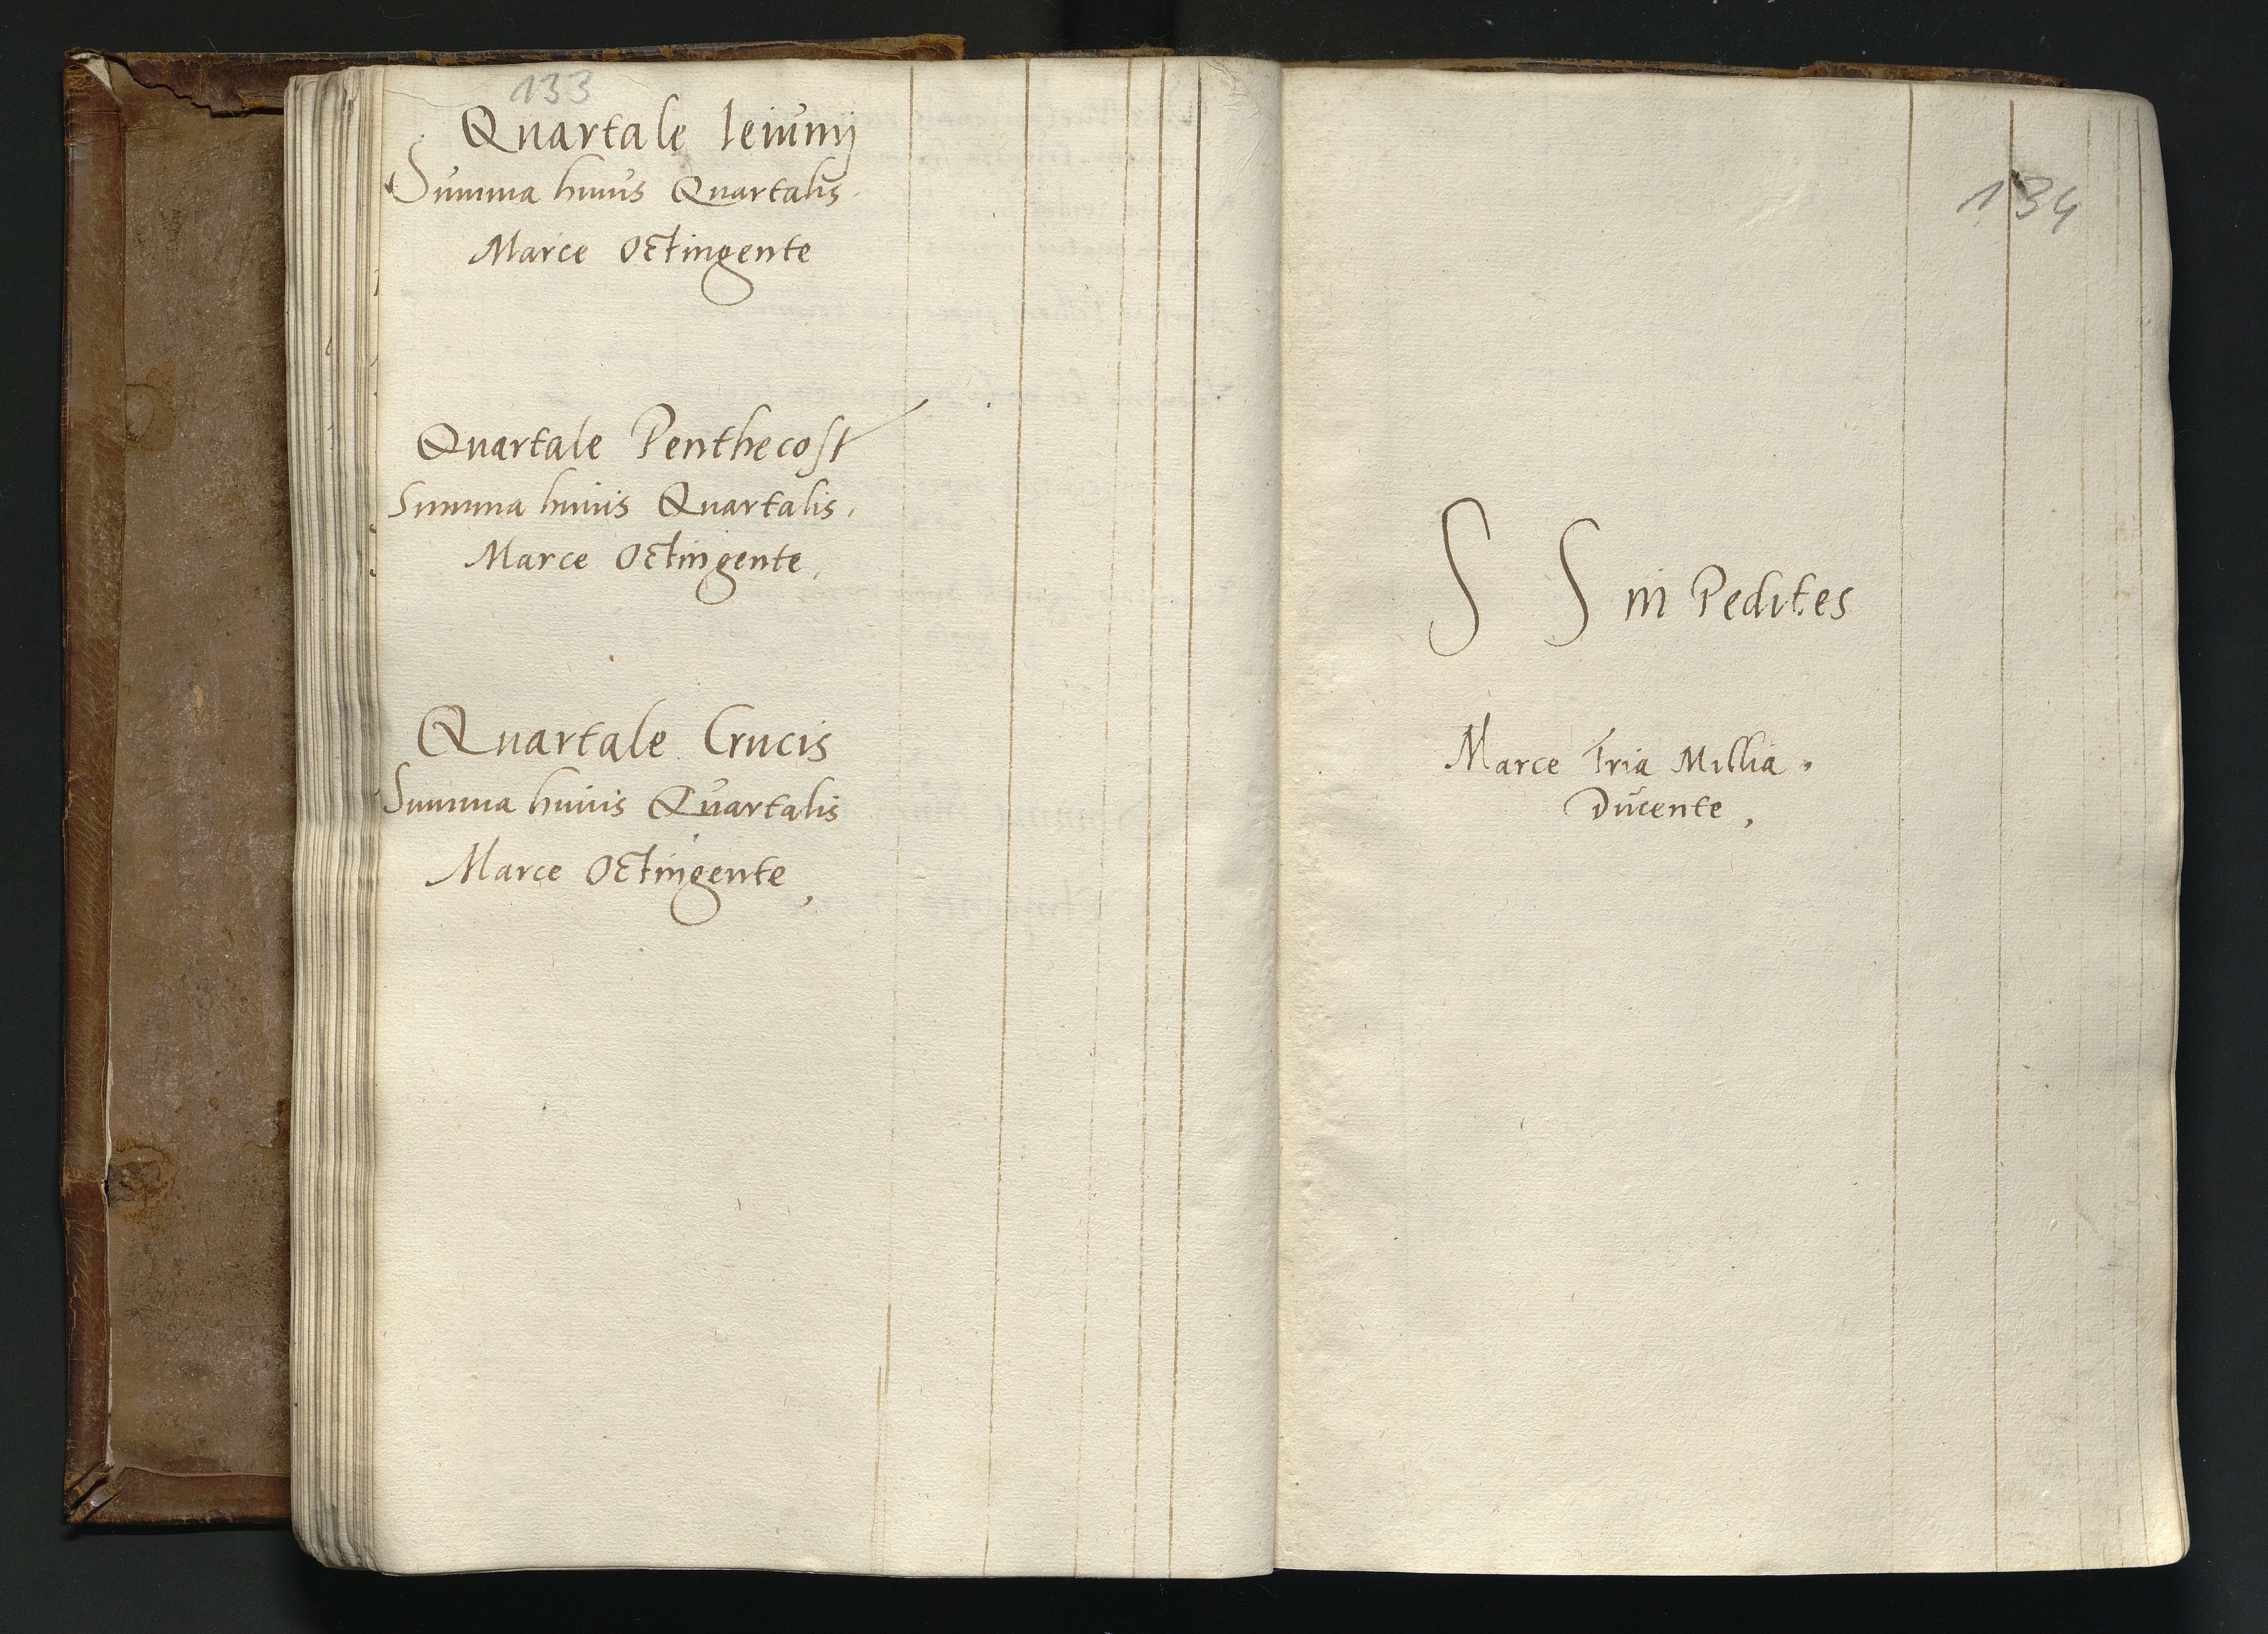 133
Quartale Ieiunij
Summa huius Quartalis.
Marce Octingente
Quartale Penthecost
Summa huius Quartalis.
Marce Octingente.
Quartale Crucis
Summa huius Quartalis
Marce Octingente,
134
S S in Pedites
Marce Tria Millia.
Ducente,